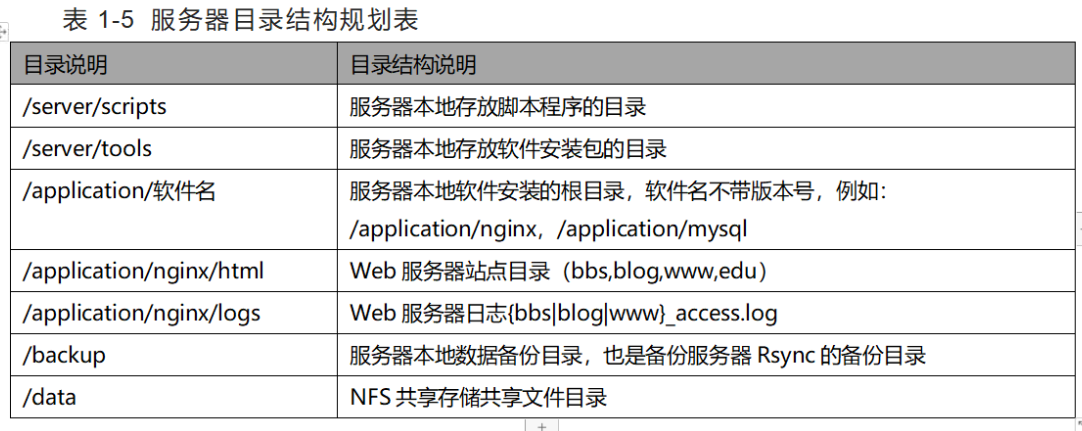 表 1-5 服务器目录结构规划表
目录说明 目录结构说明
/server/scripts 服务器本地存放脚本程序的目录
/server/tools 服务器本地存放软件安装包的目录
/application/软件名 服务器本地软件安装的根目录，软件名不带版本号，例如：
/application/nginx，/application/mysql
/application/nginx/html Web 服务器站点目录（bbs,blog,www,edu）
/application/nginx/logs Web 服务器日志{bbs|blog|www}_access.log
/backup 服务器本地数据备份目录，也是备份服务器 Rsync 的备份目录
/data NFS 共享存储共享文件目录